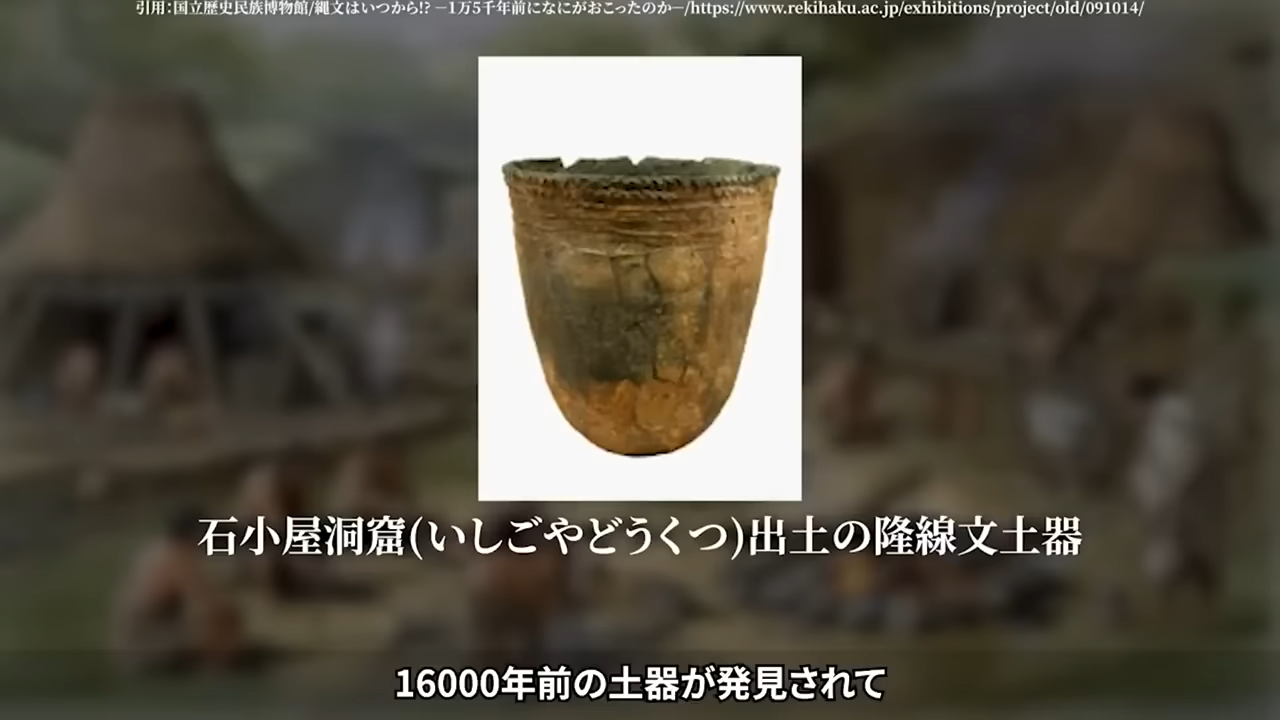 引用：国立歴史民族博物館/縄文はいつから!? －1万5千年前になにがおこったのか－/https://www.rekihaku.ac.jp/exhibitions/project/old/091014/
石小屋洞窟(いしごやどうくつ)出土の隆線文土器
16000年前の土器が発見されて